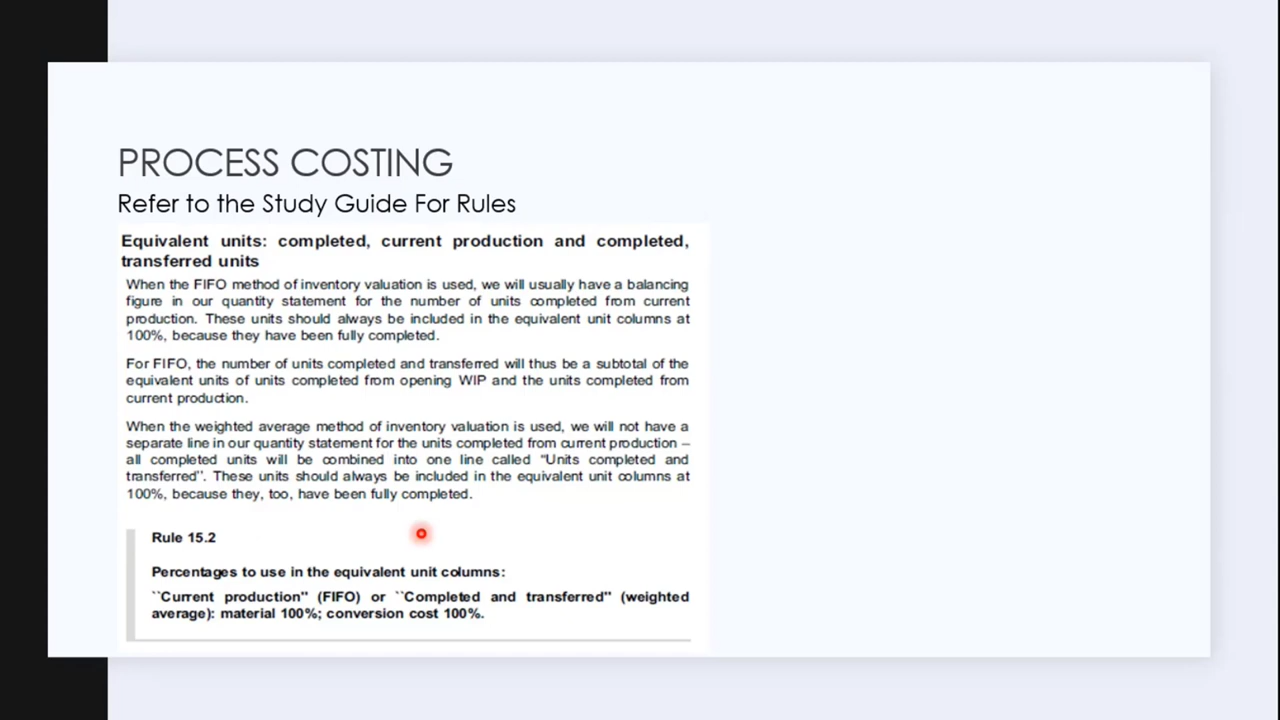 PROCESS COSTING
Refer to the Study Guide For Rules
Equivalent units: completed, current production and completed,
transferred units
When the FIFO method of inventory valuation is used, we will usually have a balancing
figure in our quantity statement for the number of units completed from current
production. These units should always be included in the equivalent unit columns at
100%, because they have been fully completed.
For FIFO, the number of units completed and transferred will thus be a subtotal of the
equivalent units of units completed from opening WIP and the units completed from
current production.
When the weighted average method of inventory valuation is used, we will not have a
separate line in our quantity statement for the units completed from current production –
all completed units will be combined into one line called "Units completed and
transferred". These units should always be included in the equivalent unit columns at
100%, because they, too, have been fully completed.
Rule 15.2
Percentages to use in the equivalent unit columns:
``Current production'' (FIFO) or ``Completed and transferred'' (weighted
average): material 100%; conversion cost 100%.